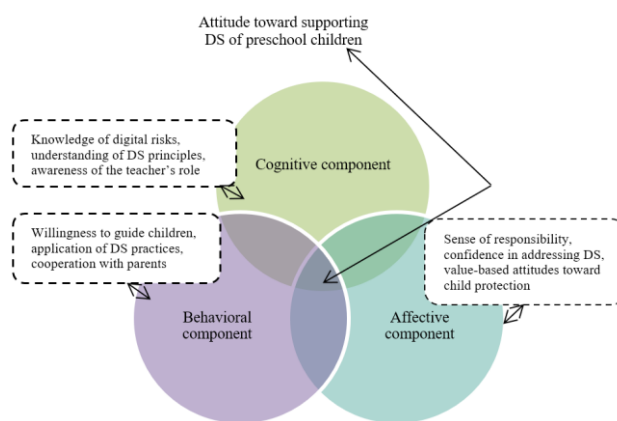 Attitude toward supporting
DS of preschool children
Knowledge of digital risks,
understanding of DS principles,
awareness of the teacher's role
Cognitive component
Willingness to guide children,
application of DS practices,
cooperation with parents
Sense of responsibility,
confidence in addressing DS,
value-based attitudes toward
child protection
Behavioral
component
Affective
component